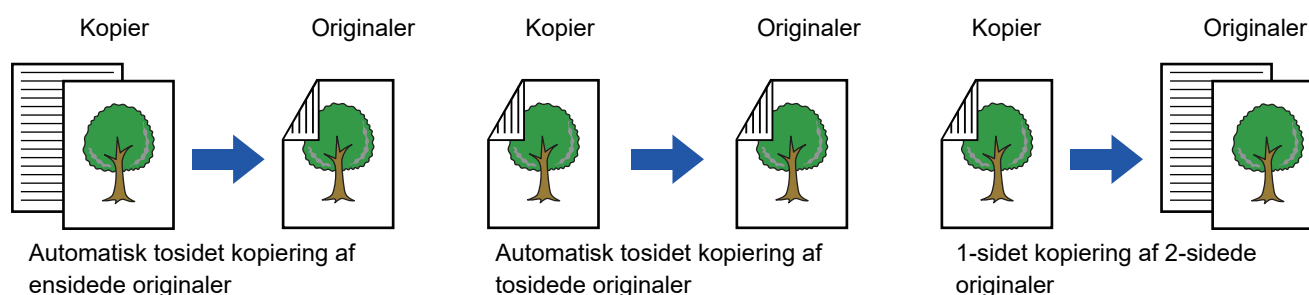 Kopier
Originaler
Kopier
Originaler
Kopier
Originaler
Automatisk tosidet kopiering af
ensidede originaler
Automatisk tosidet kopiering af
tosidede originaler
1-sidet kopiering af 2-sidede
originaler